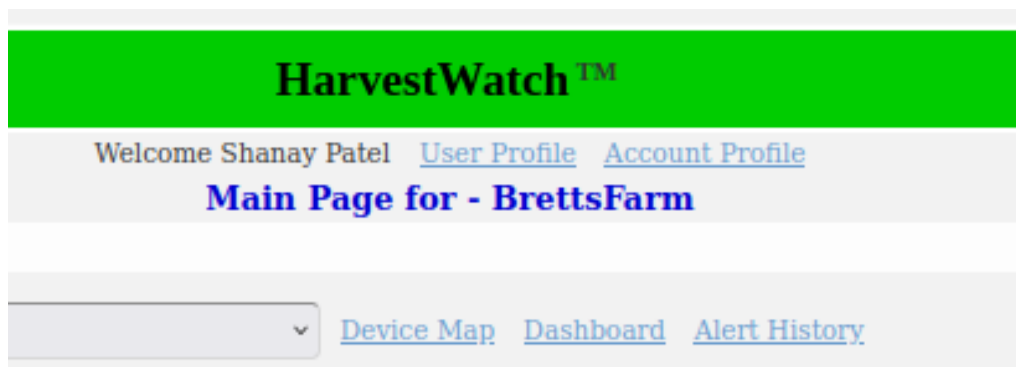 HarvestWatch™
Welcome Shanay Patel User Profile Account Profile
Main Page for - BrettsFarm
Device Map Dashboard Alert History